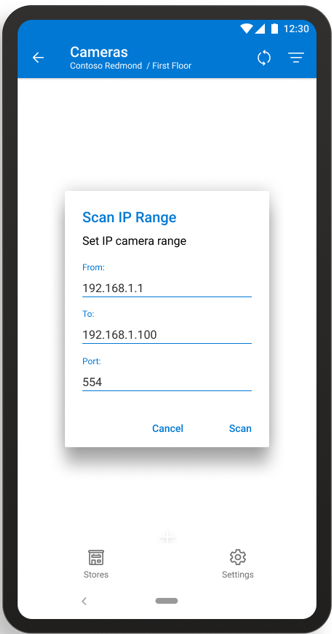 12:30
Cameras
Contoso Redmond / First Floor
Scan IP Range
Set IP camera range
From:
192.168.1.1
To:
192.168.1.100
Port:
554
Cancel Scan
Stores Settings